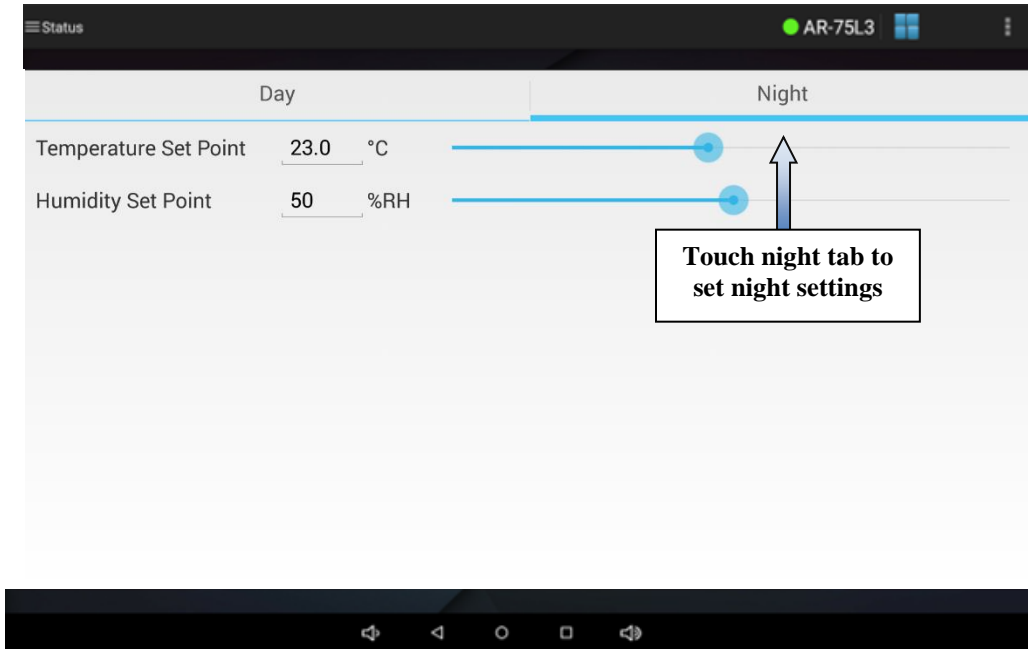 Status AR-75L3
Day Night
Temperature Set Point 23.0 °C
Humidity Set Point 50 %RH
Touch night tab to
set night settings